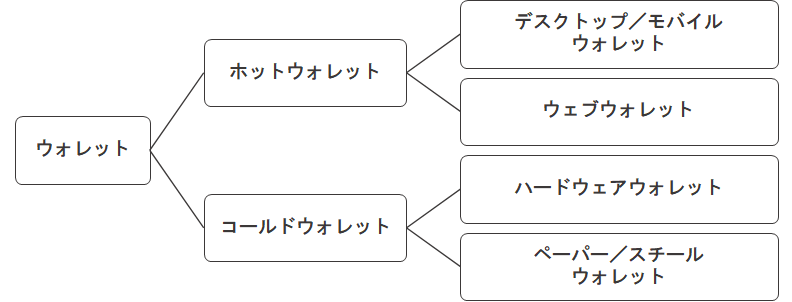 ウォレット
ホットウォレット
デスクトップ／モバイル
ウォレット
ウェブウォレット
コールドウォレット
ハードウェアウォレット
ペーパー／スチール
ウォレット